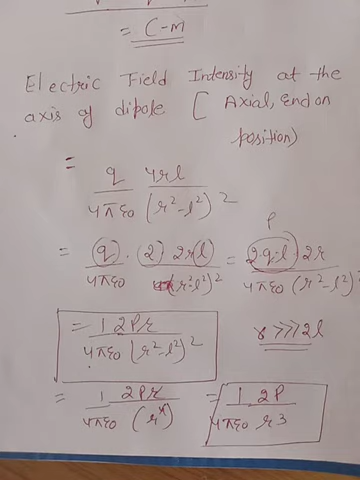 = C-m
Electric Field Intensity at the
axis of dipole [ Axial, End on
position)
=
q 4rl
4πε0 (r²-l²)²
= q . 2 2r l = P 2.q.l 2r
4πε0 (r²-l²)² 4πε0 (r²-l²)²
= 1 2Pr
4πε0 (r²-l²)² r >>> 2l
= 1 2Pr = 1 2P
4πε0 (r⁴) 4πε0 r3